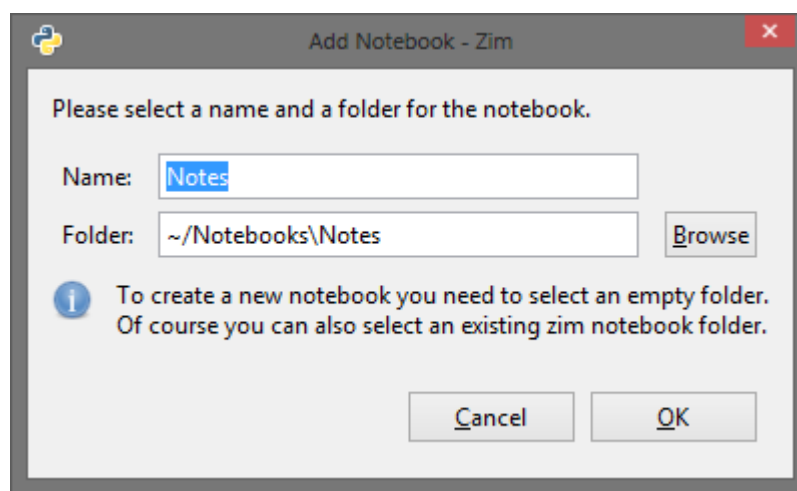 Add Notebook - Zim
Please select a name and a folder for the notebook.
Name: Notes
Folder: ~/Notebooks\Notes Browse
To create a new notebook you need to select an empty folder.
Of course you can also select an existing zim notebook folder.
Cancel OK